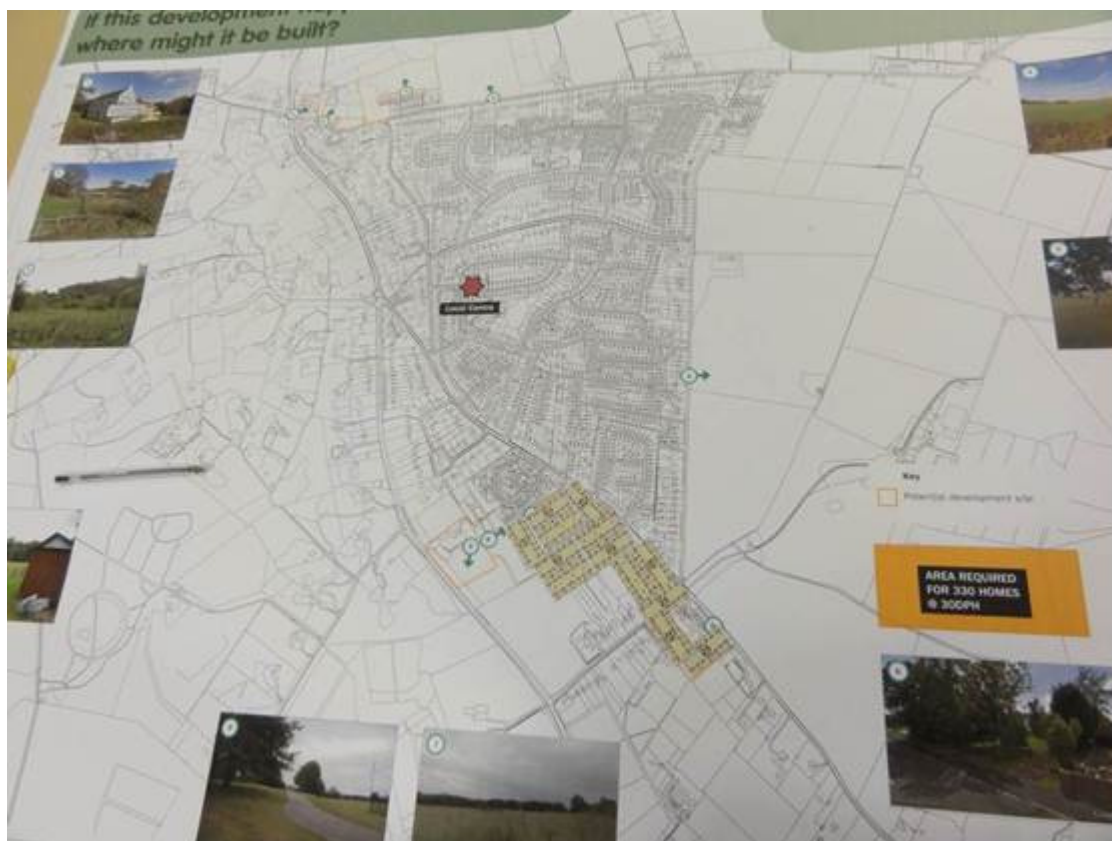 If this development
where might it be built?
Local Centre
Key
Potential development site
AREA REQUIRED
FOR 330 HOMES
@ 30DPH